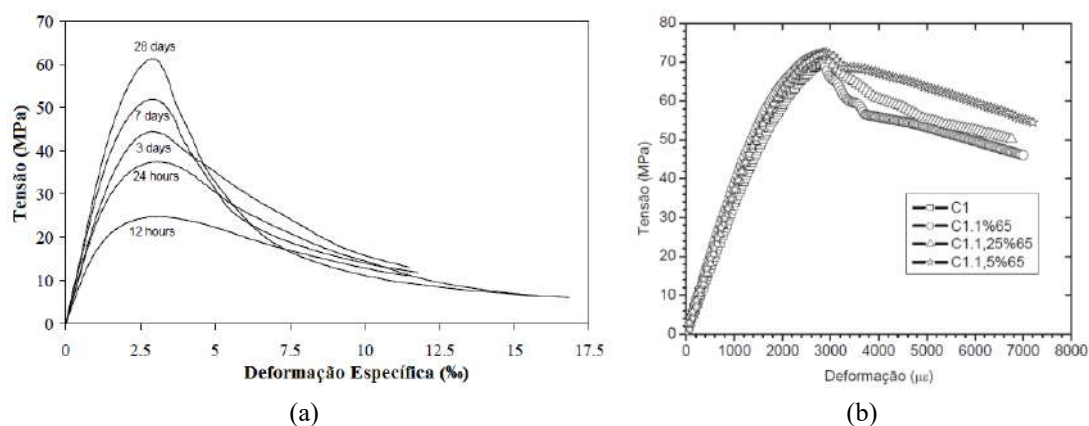 70
60
50
40
30
20
10
0
28 days
7 days
3 days
24 hours
12 hours
Tensão (MPa)
0 2.5 5 7.5 10 12.5 15 17.5
Deformação Específica (‰)
(a)
80
70
60
50
40
30
20
10
0
Tensão (MPa)
C1
C1.1%65
C1.1,25%65
C1.1,5%65
0 1000 2000 3000 4000 5000 6000 7000 8000
Deformação (µε)
(b)